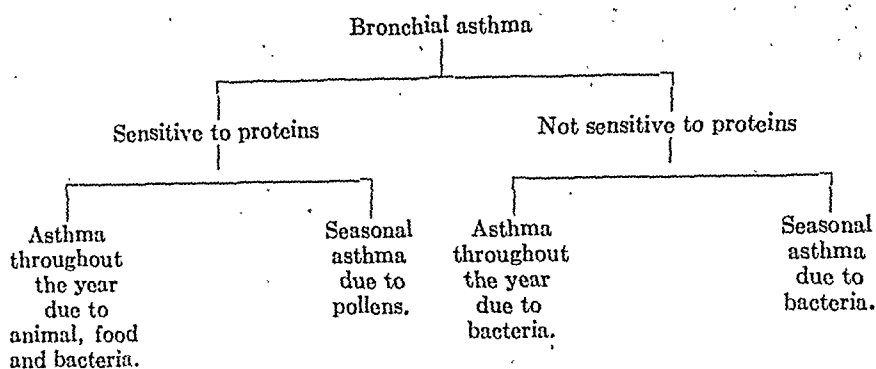 Bronchial asthma
Sensitive to proteins
Not sensitive to proteins
Asthma
throughout
the year
due to
animal, food
and bacteria.
Seasonal
asthma
due to
pollens.
Asthma
throughout
the year
due to
bacteria.
Seasonal
asthma
due to
bacteria.